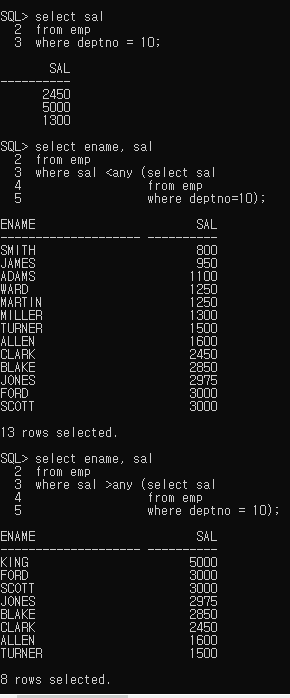 SQL> select sal
  2  from emp
  3  where deptno = 10;
       SAL
----------
      2450
      5000
      1300
SQL> select ename, sal
  2  from emp
  3  where sal <any (select sal
  4                  from emp
  5                  where deptno=10);
ENAME                       SAL
-------------------- ----------
SMITH                       800
JAMES                       950
ADAMS                      1100
WARD                       1250
MARTIN                     1250
MILLER                     1300
TURNER                     1500
ALLEN                      1600
CLARK                      2450
BLAKE                      2850
JONES                      2975
FORD                       3000
SCOTT                      3000
13 rows selected.
SQL> select ename, sal
  2  from emp
  3  where sal >any (select sal
  4                  from emp
  5                  where deptno = 10);
ENAME                       SAL
-------------------- ----------
KING                       5000
FORD                       3000
SCOTT                      3000
JONES                      2975
BLAKE                      2850
CLARK                      2450
ALLEN                      1600
TURNER                     1500
8 rows selected.